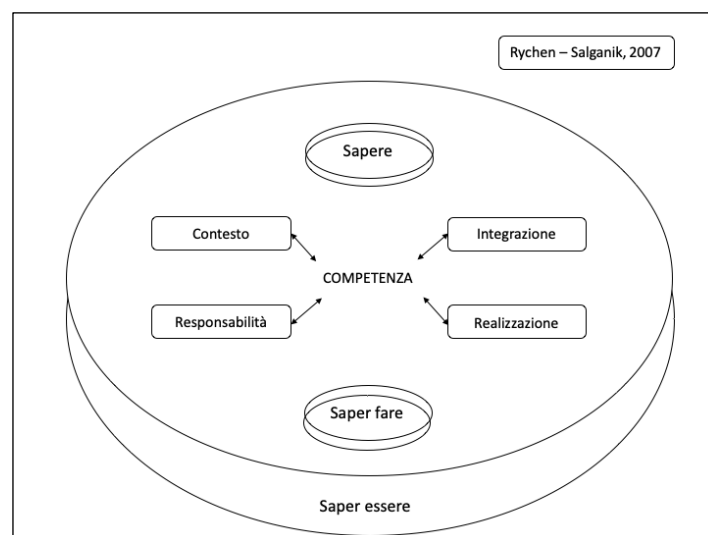 Rychen – Salganik, 2007
Sapere
Contesto
Integrazione
COMPETENZA
Responsabilità
Realizzazione
Saper fare
Saper essere